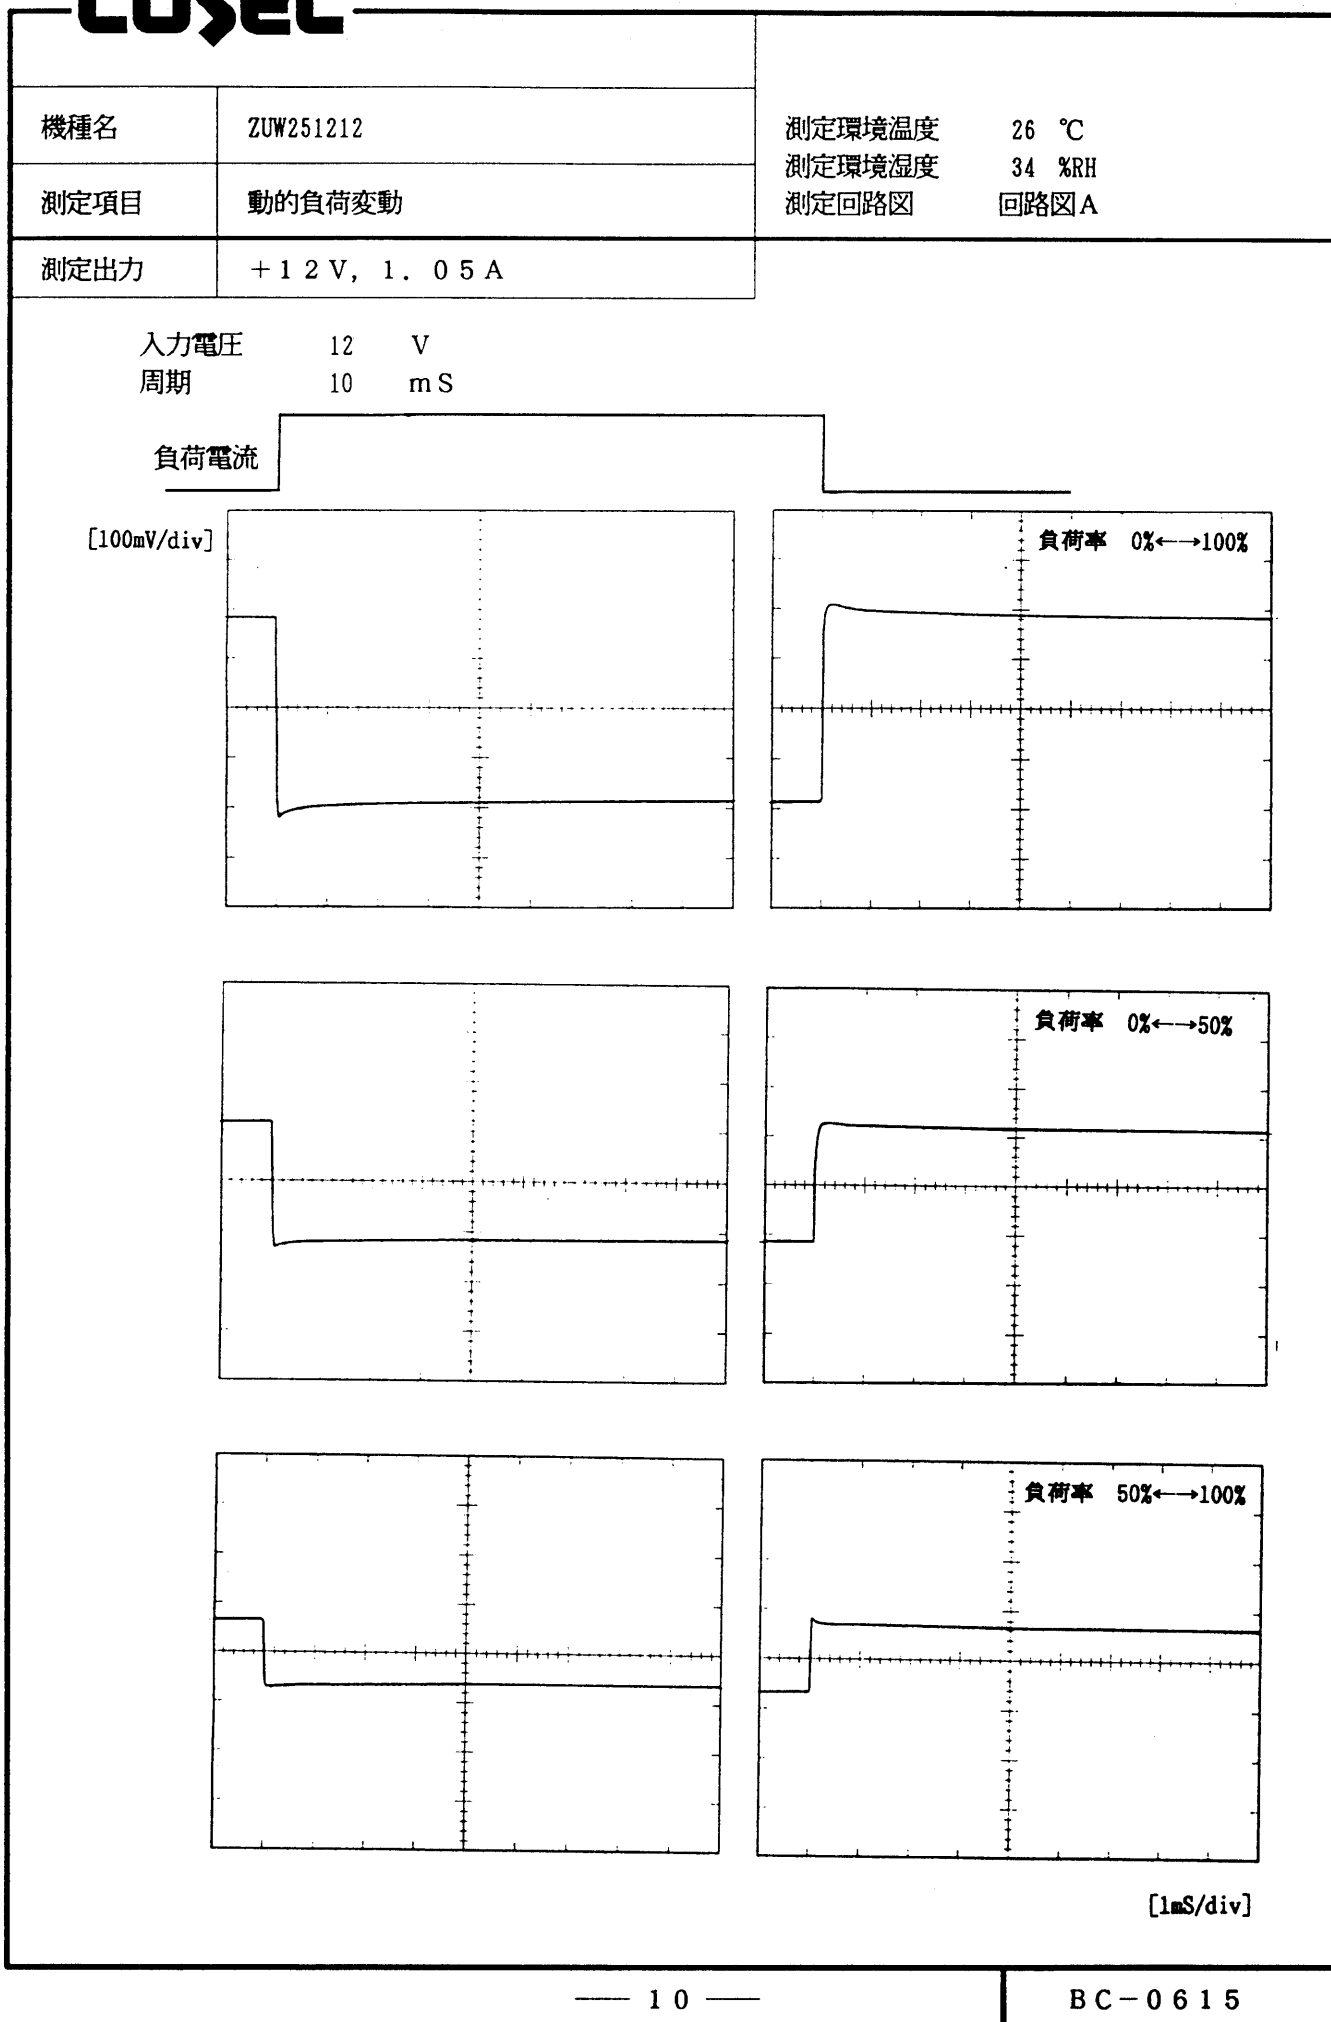 COSEL
機種名 ZUW251212
測定項目 動的負荷変動
測定出力 +12V, 1.05A
測定環境温度 26 ℃
測定環境湿度 34 %RH
測定回路図 回路図A
入力電圧 12 V
周期 10 mS
負荷電流
[100mV/div]
負荷率 0%←→100%
負荷率 0%←→50%
負荷率 50%←→100%
[1mS/div]
— 10 —
BC-0615